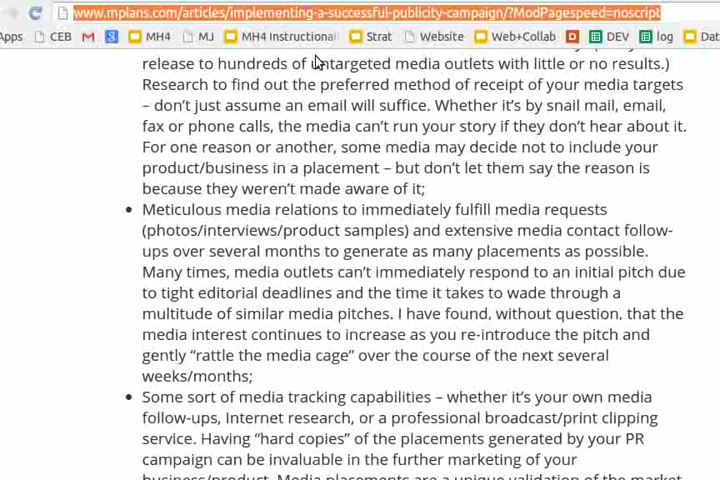 www.mplans.com/articles/implementing-a-successful-publicity-campaign/?ModPagespeed=noscript
Apps CEB MH4 MJ MH4 Instructional Strat Website Web+Collab DEV log Dat
release to hundreds of untargeted media outlets with little or no results.)
Research to find out the preferred method of receipt of your media targets
– don’t just assume an email will suffice. Whether it’s by snail mail, email,
fax or phone calls, the media can’t run your story if they don’t hear about it.
For one reason or another, some media may decide not to include your
product/business in a placement – but don’t let them say the reason is
because they weren’t made aware of it;
• Meticulous media relations to immediately fulfill media requests
(photos/interviews/product samples) and extensive media contact follow-
ups over several months to generate as many placements as possible.
Many times, media outlets can’t immediately respond to an initial pitch due
to tight editorial deadlines and the time it takes to wade through a
multitude of similar media pitches. I have found, without question, that the
media interest continues to increase as you re-introduce the pitch and
gently “rattle the media cage” over the course of the next several
weeks/months;
• Some sort of media tracking capabilities – whether it’s your own media
follow-ups, Internet research, or a professional broadcast/print clipping
service. Having “hard copies” of the placements generated by your PR
campaign can be invaluable in the further marketing of your
business/product. Media placements are a unique validation of the market